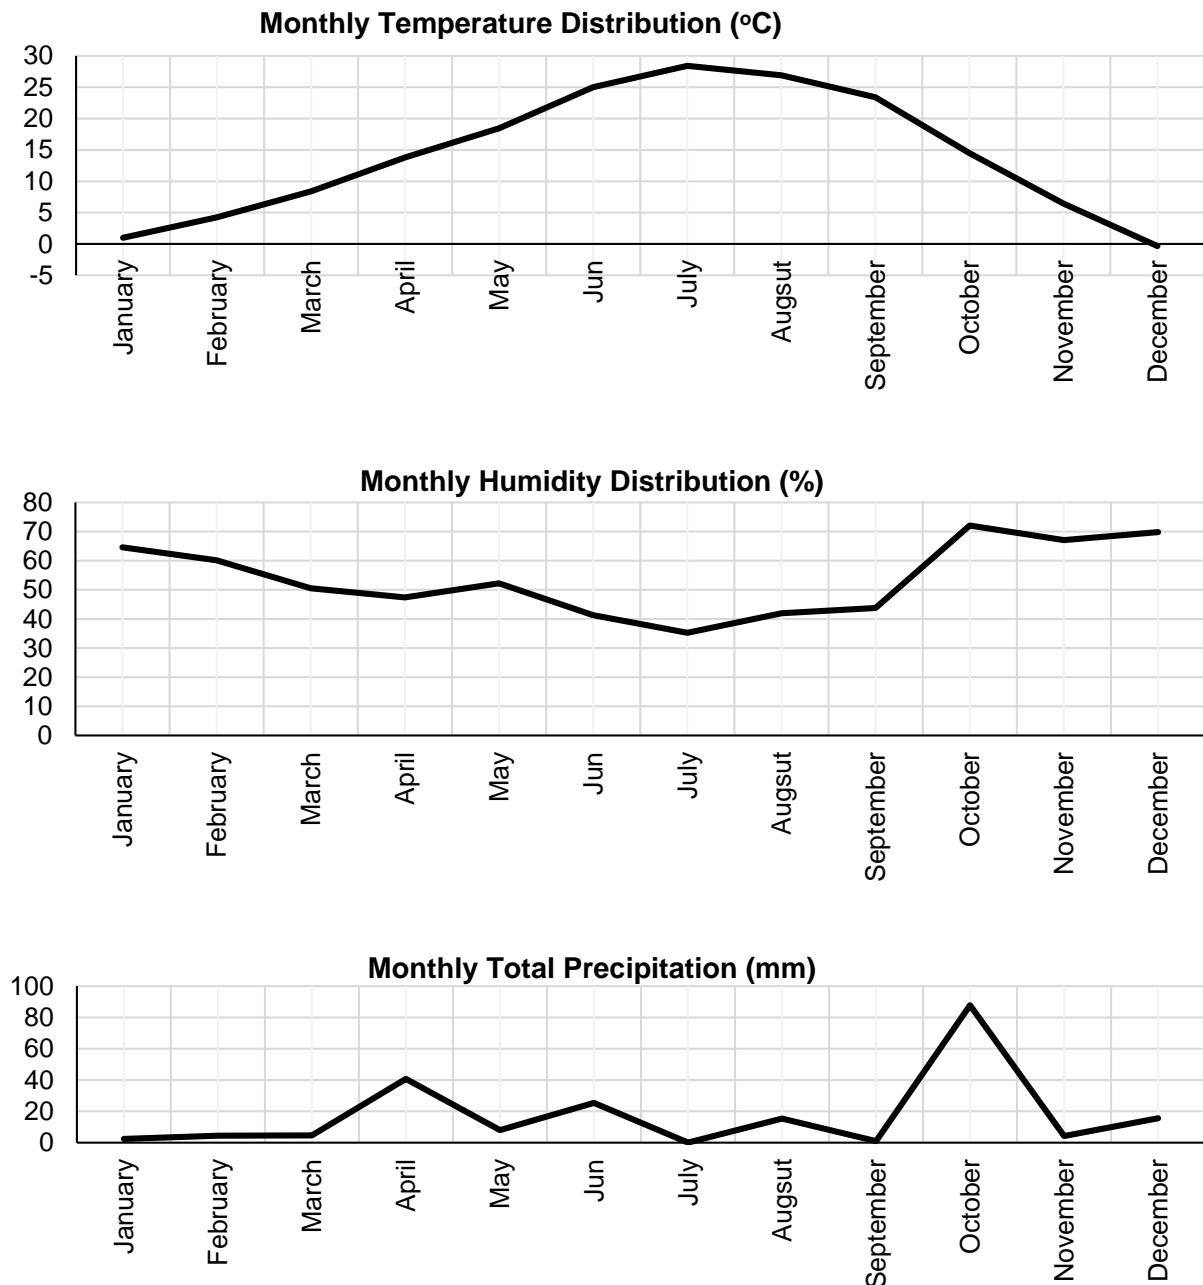 Monthly Temperature Distribution (ºC)
30
25
20
15
10
5
0
-5
January
February
March
April
May
Jun
July
Augsut
September
October
November
December
Monthly Humidity Distribution (%)
80
70
60
50
40
30
20
10
0
January
February
March
April
May
Jun
July
Augsut
September
October
November
December
Monthly Total Precipitation (mm)
100
80
60
40
20
0
January
February
March
April
May
Jun
July
Augsut
September
October
November
December